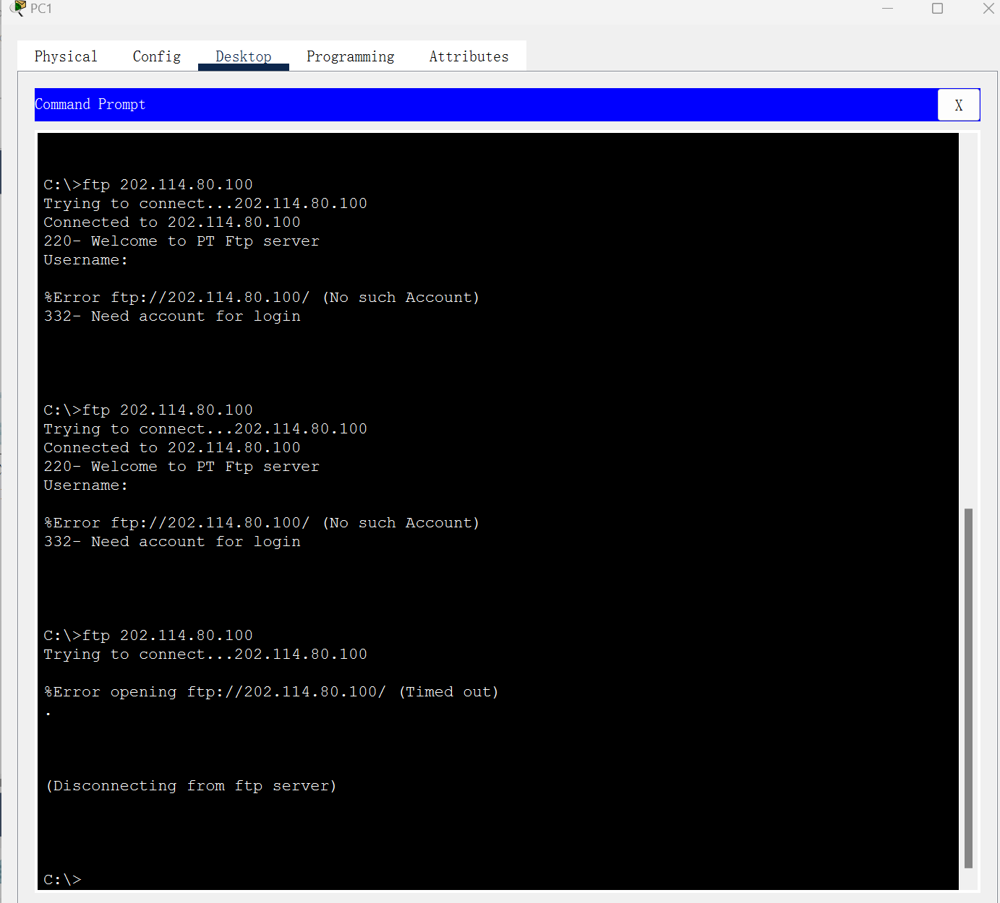 PC1
Physical Config Desktop Programming Attributes
Command Prompt X
C:\>ftp 202.114.80.100
Trying to connect...202.114.80.100
Connected to 202.114.80.100
220- Welcome to PT Ftp server
Username:
%Error ftp://202.114.80.100/ (No such Account)
332- Need account for login
C:\>ftp 202.114.80.100
Trying to connect...202.114.80.100
Connected to 202.114.80.100
220- Welcome to PT Ftp server
Username:
%Error ftp://202.114.80.100/ (No such Account)
332- Need account for login
C:\>ftp 202.114.80.100
Trying to connect...202.114.80.100
%Error opening ftp://202.114.80.100/ (Timed out)
.
(Disconnecting from ftp server)
C:\>